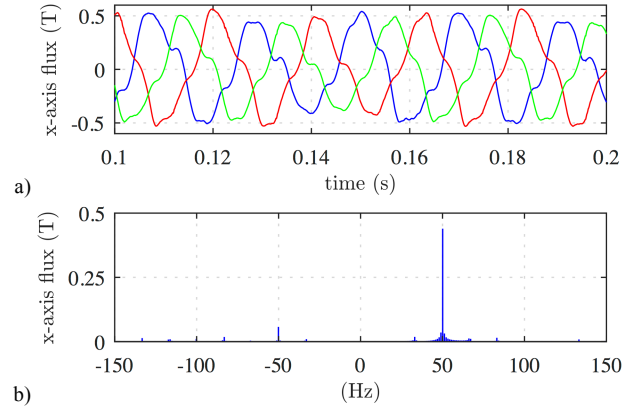 x-axis flux (T)
0.5
0
-0.5
0.1 0.12 0.14 0.16 0.18 0.2
time (s)
a)
x-axis flux (T)
0.5
0.25
0
-150 -100 -50 0 50 100 150
(Hz)
b)